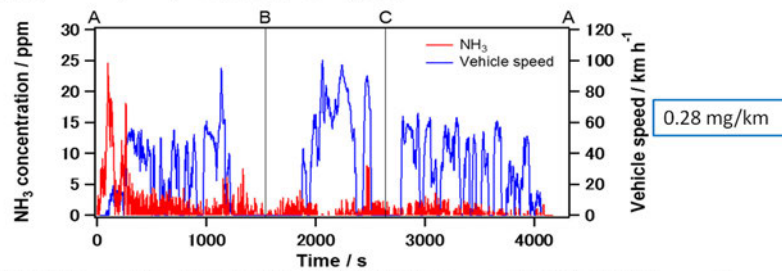 A B C A
NH₃ concentration / ppm
30
25
20
15
10
5
0
NH₃
Vehicle speed
120
100
80
60
40
20
0
Vehicle speed / km h⁻¹
0 1000 2000 3000 4000
Time / s
0.28 mg/km